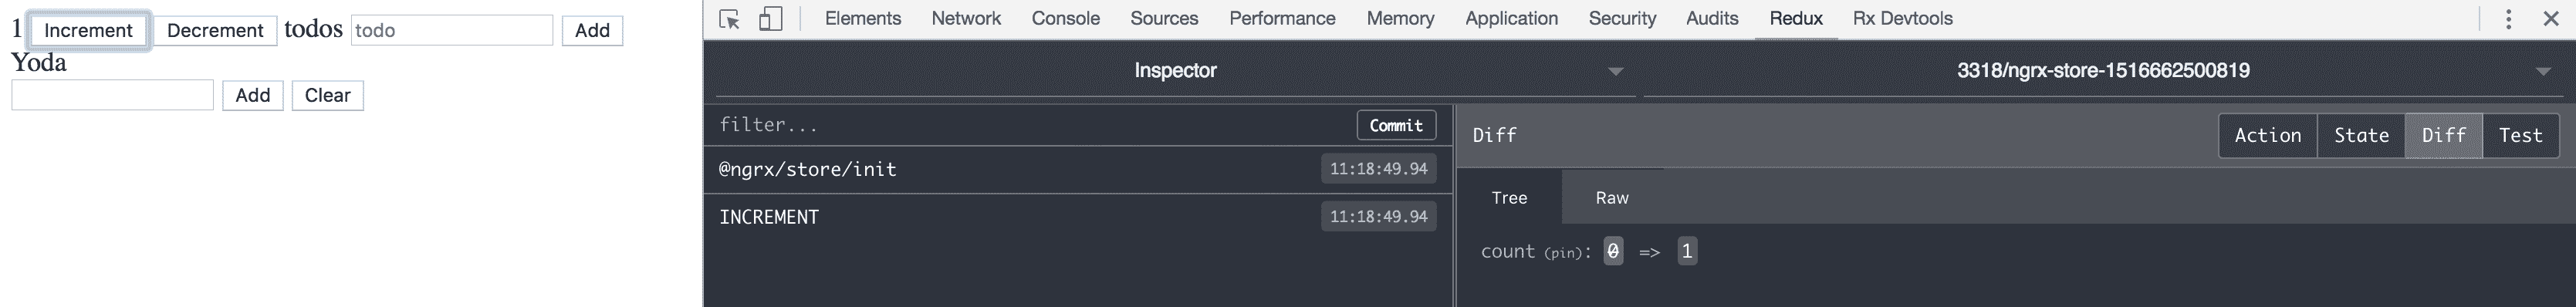 1 Increment Decrement todos todo Add
Yoda
Add Clear
Elements Network Console Sources Performance Memory Application Security Audits Redux Rx Devtools
Inspector 3318/ngrx-store-1516662500819
filter... Commit
Diff Action State Diff Test
@ngrx/store/init 11:18:49.94
Tree Raw
INCREMENT 11:18:49.94
count (pin): 0 => 1